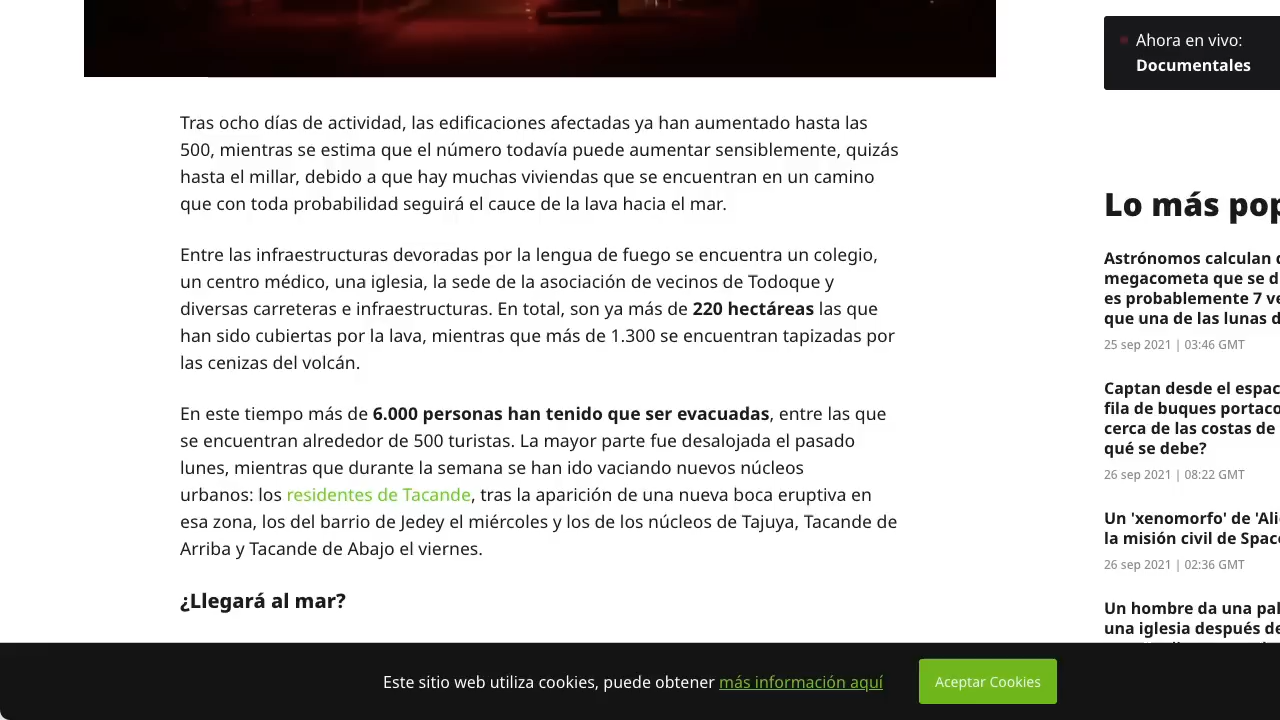 Tras ocho días de actividad, las edificaciones afectadas ya han aumentado hasta las
500, mientras se estima que el número todavía puede aumentar sensiblemente, quizás
hasta el millar, debido a que hay muchas viviendas que se encuentran en un camino
que con toda probabilidad seguirá el cauce de la lava hacia el mar.
Entre las infraestructuras devoradas por la lengua de fuego se encuentra un colegio,
un centro médico, una iglesia, la sede de la asociación de vecinos de Todoque y
diversas carreteras e infraestructuras. En total, son ya más de 220 hectáreas las que
han sido cubiertas por la lava, mientras que más de 1.300 se encuentran tapizadas por
las cenizas del volcán.
En este tiempo más de 6.000 personas han tenido que ser evacuadas, entre las que
se encuentran alrededor de 500 turistas. La mayor parte fue desalojada el pasado
lunes, mientras que durante la semana se han ido vaciando nuevos núcleos
urbanos: los residentes de Tacande, tras la aparición de una nueva boca eruptiva en
esa zona, los del barrio de Jedey el miércoles y los de los núcleos de Tajuya, Tacande de
Arriba y Tacande de Abajo el viernes.
¿Llegará al mar?
Ahora en vivo:
Documentales
Lo más pop
Astrónomos calculan
megacometa que se d
es probablemente 7 ve
que una de las lunas d
25 sep 2021 | 03:46 GMT
Captan desde el espac
fila de buques portaco
cerca de las costas de
qué se debe?
26 sep 2021 | 08:22 GMT
Un 'xenomorfo' de 'Ali
la misión civil de Spac
26 sep 2021 | 02:36 GMT
Un hombre da una pal
una iglesia después de
Este sitio web utiliza cookies, puede obtener más información aquí
Aceptar Cookies